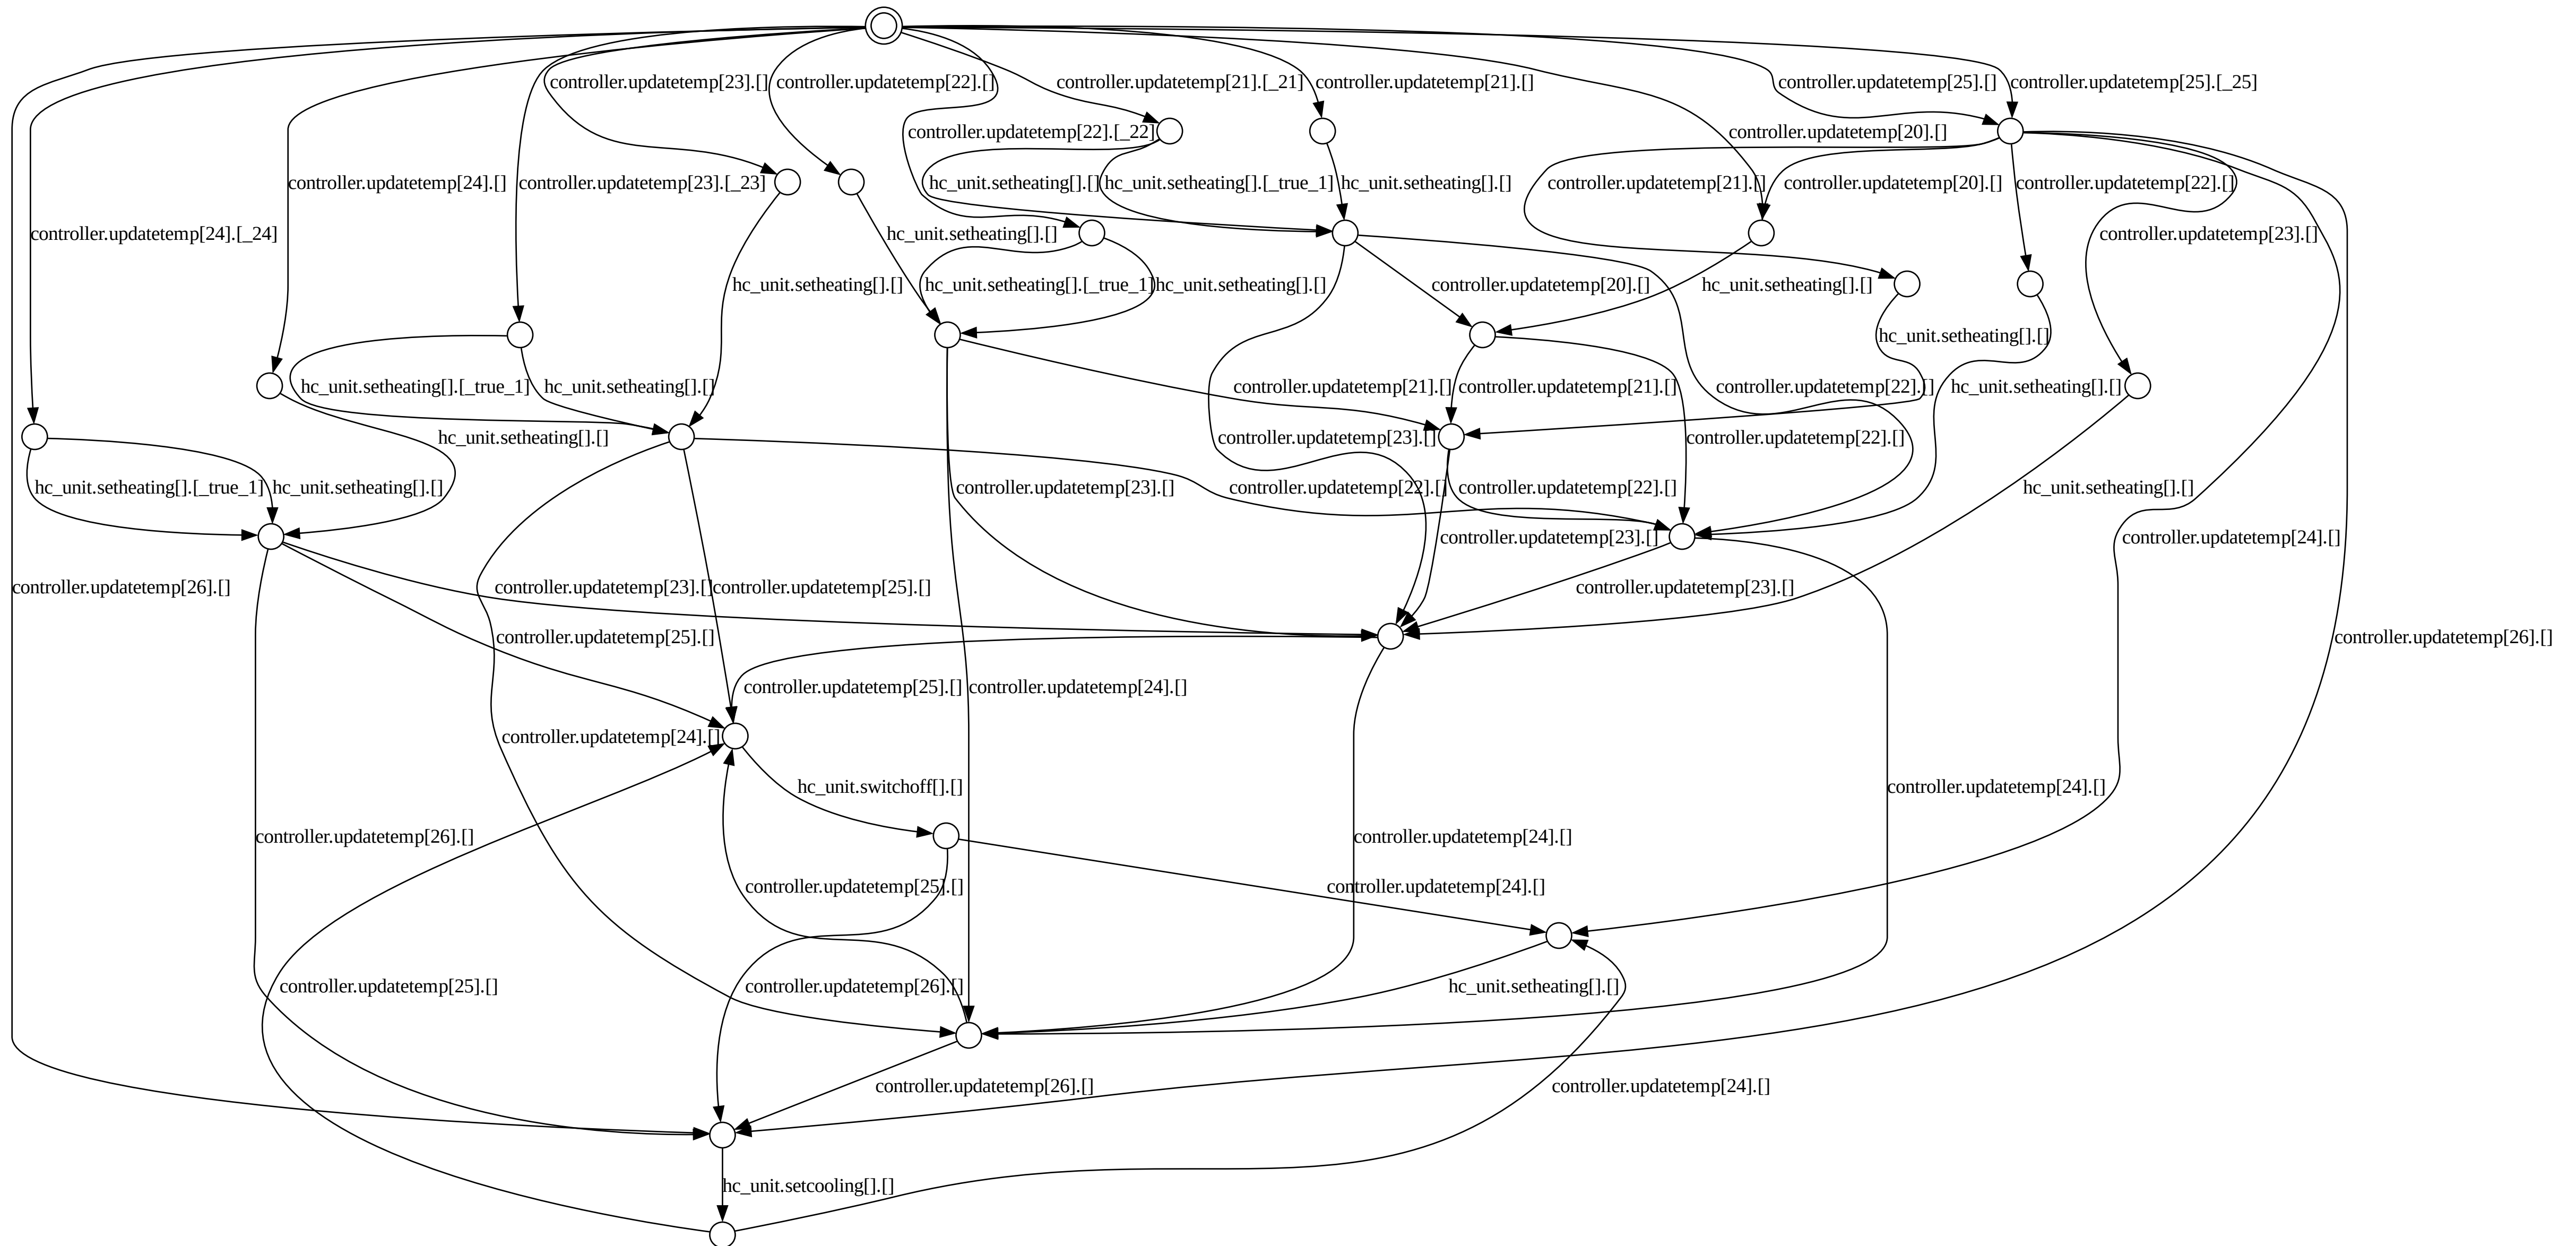 controller.updatetemp[23].[]
controller.updatetemp[22].[]
controller.updatetemp[21].[_21]
controller.updatetemp[21].[]
controller.updatetemp[25].[]
controller.updatetemp[25].[_25]
controller.updatetemp[22].[_22]
controller.updatetemp[20].[]
controller.updatetemp[24].[]
controller.updatetemp[23].[_23]
hc_unit.setheating[].[]
hc_unit.setheating[].[_true_1]
hc_unit.setheating[].[]
controller.updatetemp[21].[]
controller.updatetemp[20].[]
controller.updatetemp[22].[]
controller.updatetemp[24].[_24]
hc_unit.setheating[].[]
controller.updatetemp[23].[]
hc_unit.setheating[].[]
hc_unit.setheating[].[_true_1]
hc_unit.setheating[].[]
controller.updatetemp[20].[]
hc_unit.setheating[].[]
hc_unit.setheating[].[]
hc_unit.setheating[].[_true_1]
hc_unit.setheating[].[]
controller.updatetemp[21].[]
controller.updatetemp[21].[]
controller.updatetemp[22].[]
hc_unit.setheating[].[]
hc_unit.setheating[].[]
controller.updatetemp[23].[]
controller.updatetemp[22].[]
hc_unit.setheating[].[_true_1]
hc_unit.setheating[].[]
controller.updatetemp[23].[]
controller.updatetemp[22].[]
controller.updatetemp[22].[]
hc_unit.setheating[].[]
controller.updatetemp[23].[]
controller.updatetemp[24].[]
controller.updatetemp[26].[]
controller.updatetemp[23].[]
controller.updatetemp[25].[]
controller.updatetemp[23].[]
controller.updatetemp[25].[]
controller.updatetemp[26].[]
controller.updatetemp[25].[]
controller.updatetemp[24].[]
controller.updatetemp[24].[]
hc_unit.switchoff[].[]
controller.updatetemp[24].[]
controller.updatetemp[26].[]
controller.updatetemp[24].[]
controller.updatetemp[25].[]
controller.updatetemp[24].[]
controller.updatetemp[25].[]
controller.updatetemp[26].[]
hc_unit.setheating[].[]
controller.updatetemp[26].[]
controller.updatetemp[24].[]
hc_unit.setcooling[].[]